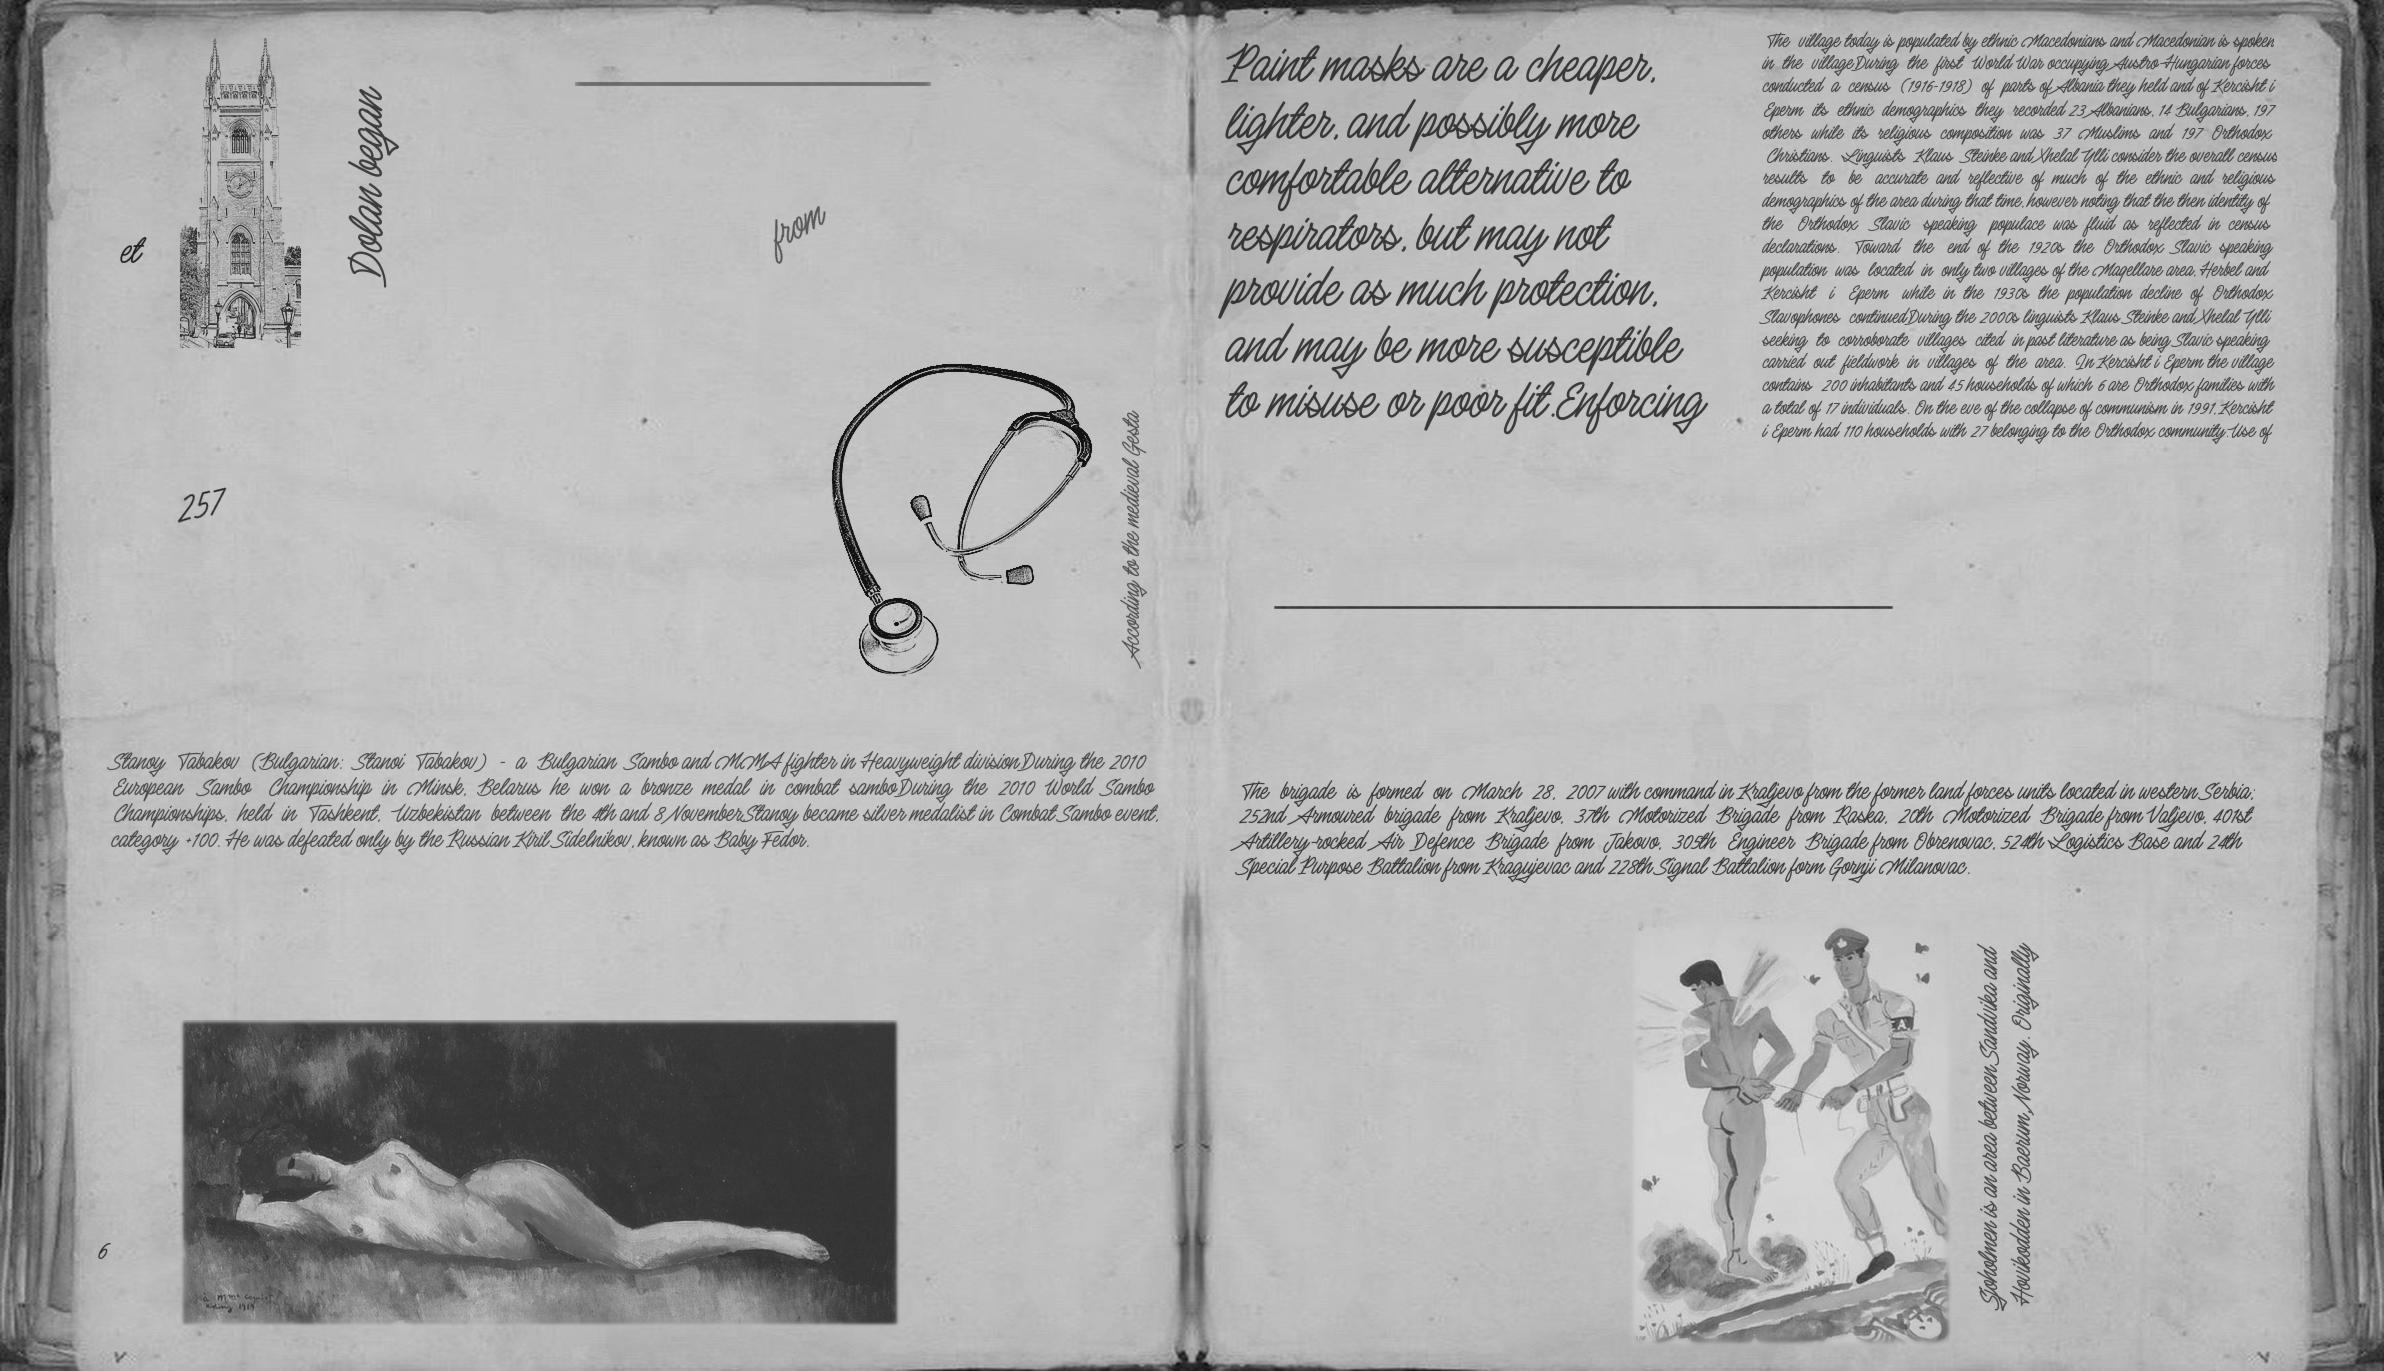 et
Dolan began
from
257
According to the medieval Gesta
Stanoy Tabakov (Bulgarian: Stanoi Tabakov) - a Bulgarian Sambo and M.M.A fighter in Heavyweight division.During the 2010
European Sambo Championship in Minsk, Belarus he won a bronze medal in combat sambo.During the 2010 World Sambo
Championships, held in Tashkent, Uzbekistan between the 4th and 8 November.Stanoy became silver medalist in Combat Sambo event,
category +100. He was defeated only by the Russian Kiril Sidelnikov, known as Baby Fedor.
6
Paint masks are a cheaper,
lighter, and possibly more
comfortable alternative to
respirators, but may not
provide as much protection,
and may be more susceptible
to misuse or poor fit.Enforcing
The village today is populated by ethnic Macedonians and Macedonian is spoken
in the village.During the first World War occupying Austro-Hungarian forces
conducted a census (1916-1918) of parts of Albania they held and of Kercisht i
Eperm its ethnic demographics they recorded 23 Albanians, 14 Bulgarians, 197
others while its religious composition was 37 Muslims and 197 Orthodox
Christians. Linguists Klaus Steinke and Xhelal Ylli consider the overall census
results to be accurate and reflective of much of the ethnic and religious
demographics of the area during that time, however noting that the then identity of
the Orthodox Slavic speaking populace was fluid as reflected in census
declarations. Toward the end of the 1920s the Orthodox Slavic speaking
population was located in only two villages of the Maqellare area, Herbel and
Kercisht i Eperm while in the 1930s the population decline of Orthodox
Slavophones continued.During the 2000s linguists Klaus Steinke and Xhelal Ylli
seeking to corroborate villages cited in past literature as being Slavic speaking
carried out fieldwork in villages of the area. In Kercisht i Eperm the village
contains 200 inhabitants and 45 households of which 6 are Orthodox families with
a total of 17 individuals. On the eve of the collapse of communism in 1991, Kercisht
i Eperm had 110 households with 27 belonging to the Orthodox community.Use of
The brigade is formed on March 28, 2007 with command in Kraljevo from the former land forces units located in western Serbia:
252nd Armoured brigade from Kraljevo, 37th Motorized Brigade from Raska, 20th Motorized Brigade from Valjevo, 401st
Artillery-rocked Air Defence Brigade from Jakovo, 305th Engineer Brigade from Obrenovac, 524th Logistics Base and 24th
Special Purpose Battalion from Kragujevac and 228th Signal Battalion form Gornji Milanovac.
Sjoholmen is an area between Sandvika and
Hovikodden in Baerum, Norway. Originally